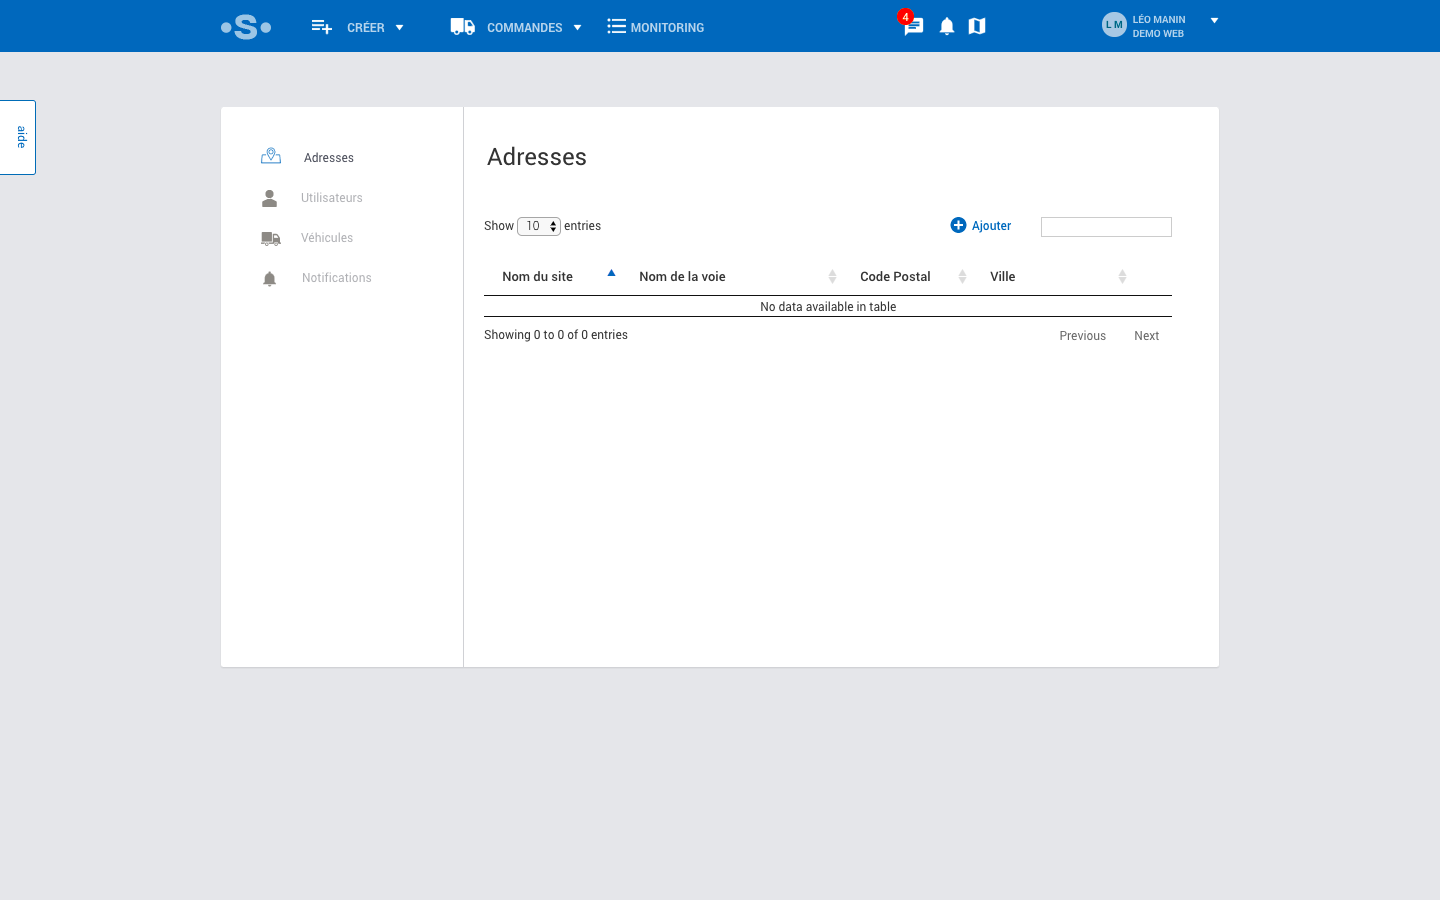 S
CRÉER
COMMANDES
MONITORING
4
L M
LÉO MANIN
DEMO WEB
aide
Adresses
Utilisateurs
Véhicules
Notifications
Adresses
Show 10 entries
Ajouter
Nom du site
Nom de la voie
Code Postal
Ville
No data available in table
Showing 0 to 0 of 0 entries
Previous
Next